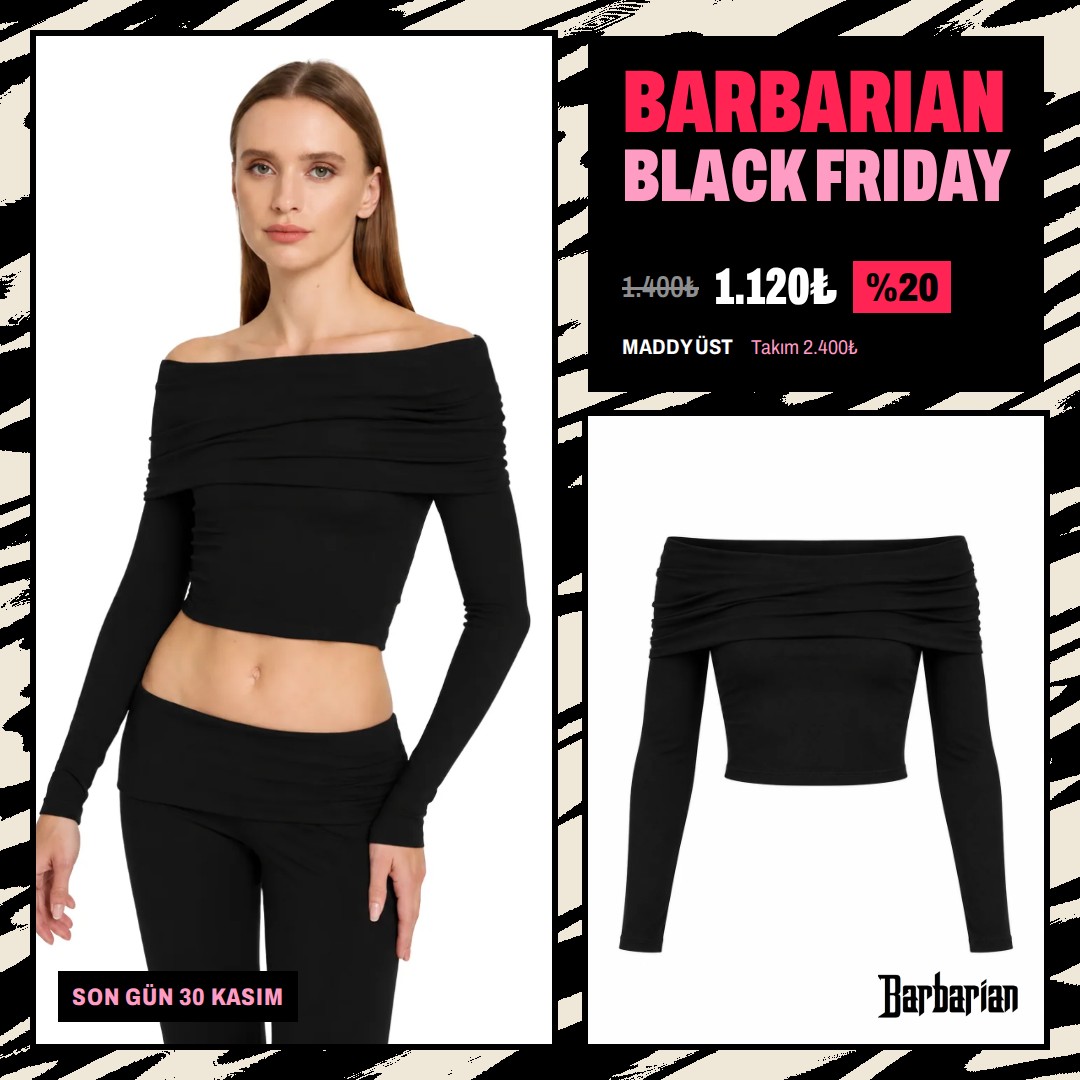 BARBARIAN
BLACK FRIDAY
1.400₺ 1.120₺ %20
MADDY ÜST Takım 2.400₺
SON GÜN 30 KASIM
Barbarian